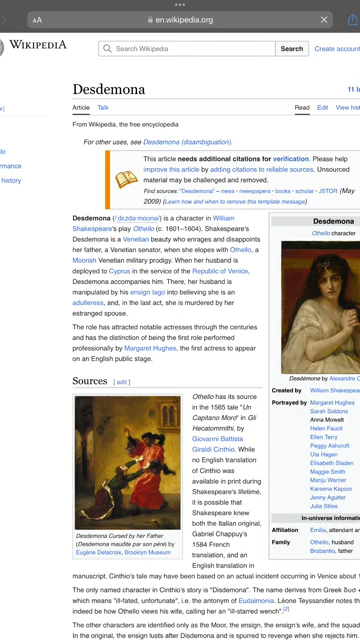 AA en.wikipedia.org
WIKIPEDIA Search Wikipedia Search Create account
Desdemona
Article Talk Read Edit View
From Wikipedia, the free encyclopedia
For other uses, see Desdemona (disambiguation).
This article needs additional citations for verification. Please help
improve this article by adding citations to reliable sources. Unsourced
material may be challenged and removed.
Find sources: "Desdemona" – news · newspapers · books · scholar · JSTOR (May
2009) (Learn how and when to remove this template message)
history
Desdemona is a character in William
Shakespeare's play Othello (c. 1601–1604). Shakespeare's
Desdemona is a Venetian beauty who enrages and disappoints
her father, a Venetian senator, when she elopes with Othello, a
Moorish Venetian military prodigy. When her husband is
deployed to Cyprus in the service of the Republic of Venice,
Desdemona accompanies him. There, her husband is
manipulated by his ensign Iago into believing she is an
adulteress, and, in the last act, she is murdered by her
estranged spouse.
The role has attracted notable actresses through the centuries
and has the distinction of being the first role performed
professionally by Margaret Hughes, the first actress to appear
on an English public stage.
Sources [ edit ]
Desdemona Cursed by her Father
(Desdemona maudite par son père) by
Eugène Delacroix, Brooklyn Museum
Othello has its source
in the 1565 tale "Un
Capitano Moro" in Gli
Hecatommithi, by
Giovanni Battista
Giraldi Cinthio. While
no English translation
of Cinthio was
available in print during
Shakespeare's lifetime,
it is possible that
Shakespeare knew
both the Italian original,
Gabriel Chappuy's
1584 French
translation, and an
English translation in
manuscript. Cinthio's tale may have been based on an actual incident occurring in Venice about
The only named character in Cinthio's story is "Disdemona". The name derives from Greek
which means "ill-fated, unfortunate", i.e. the antonym of Eudaimonia. Léone Teyssandier notes
indeed be how Othello views his wife, calling her an "ill-starred wench".[2]
The other characters are identified only as the Moor, the ensign, the ensign's wife, and the
In the original, the ensign lusts after Desdemona and is spurned to revenge when she rejects
Desdemona
Othello character
Desdémone by Alexandre
Created by William
Portrayed by Margaret Hughes
Sarah Siddons
Anna Mowatt
Helen Faucit
Ellen Terry
Peggy Ashcroft
Uta Hagen
Elisabeth Sladen
Maggie Smith
Manju Warrier
Kareena Kapoor
Jenny Agutter
Julia Stiles
In-universe
Affiliation Emilia, attendant
Family Othello, husband
Brabantio, father